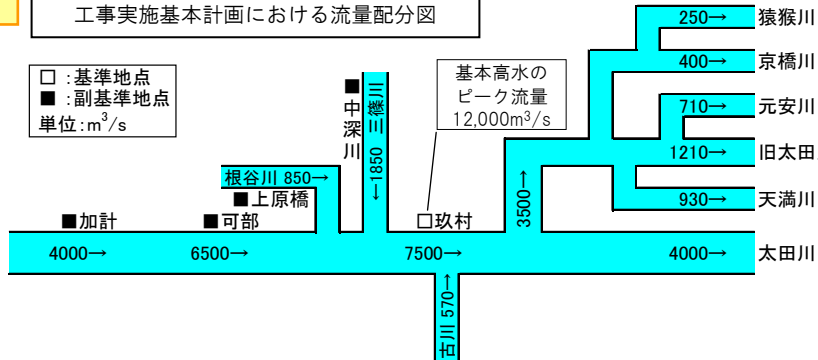 工事実施基本計画における流量配分図
□:基準地点
■:副基準地点
単位:m³/s
基本高水の
ピーク流量
12,000m³/s
250→ 猿猴川
400→ 京橋川
710→ 元安川
1210→ 旧太田
930→ 天満川
4000→ 太田川
3500→
■中深川
三篠川
←1850
根谷川 850→
■上原橋
■加計
■可部
□玖村
4000→
6500→
7500→
古川 570→